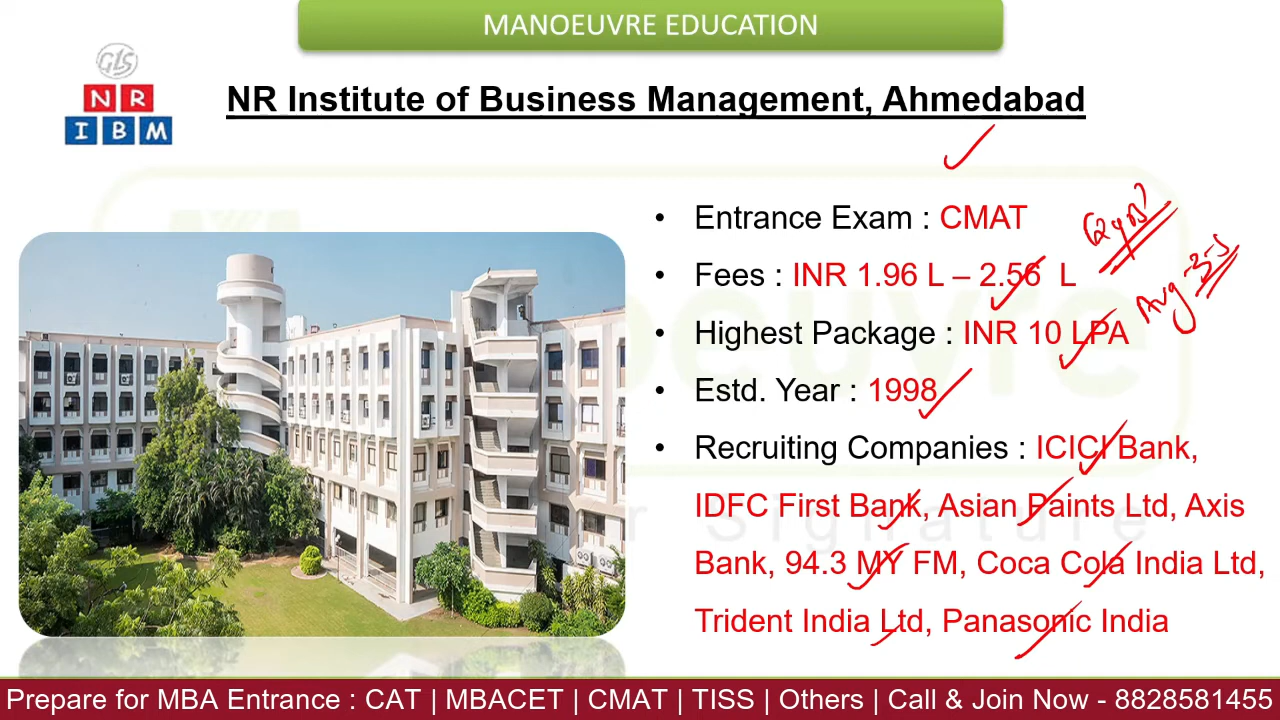 MANOEUVRE EDUCATION
GLS
NR
IBM
NR Institute of Business Management, Ahmedabad
• Entrance Exam : CMAT
• Fees : INR 1.96 L – 2.56 L
• Highest Package : INR 10 LPA
Avg
• Estd. Year : 1998
• Recruiting Companies : ICICI Bank,
IDFC First Bank, Asian Paints Ltd, Axis
Bank, 94.3 MY FM, Coca Cola India Ltd,
Trident India Ltd, Panasonic India
r Signature
Prepare for MBA Entrance : CAT | MBACET | CMAT | TISS | Others | Call & Join Now - 8828581455